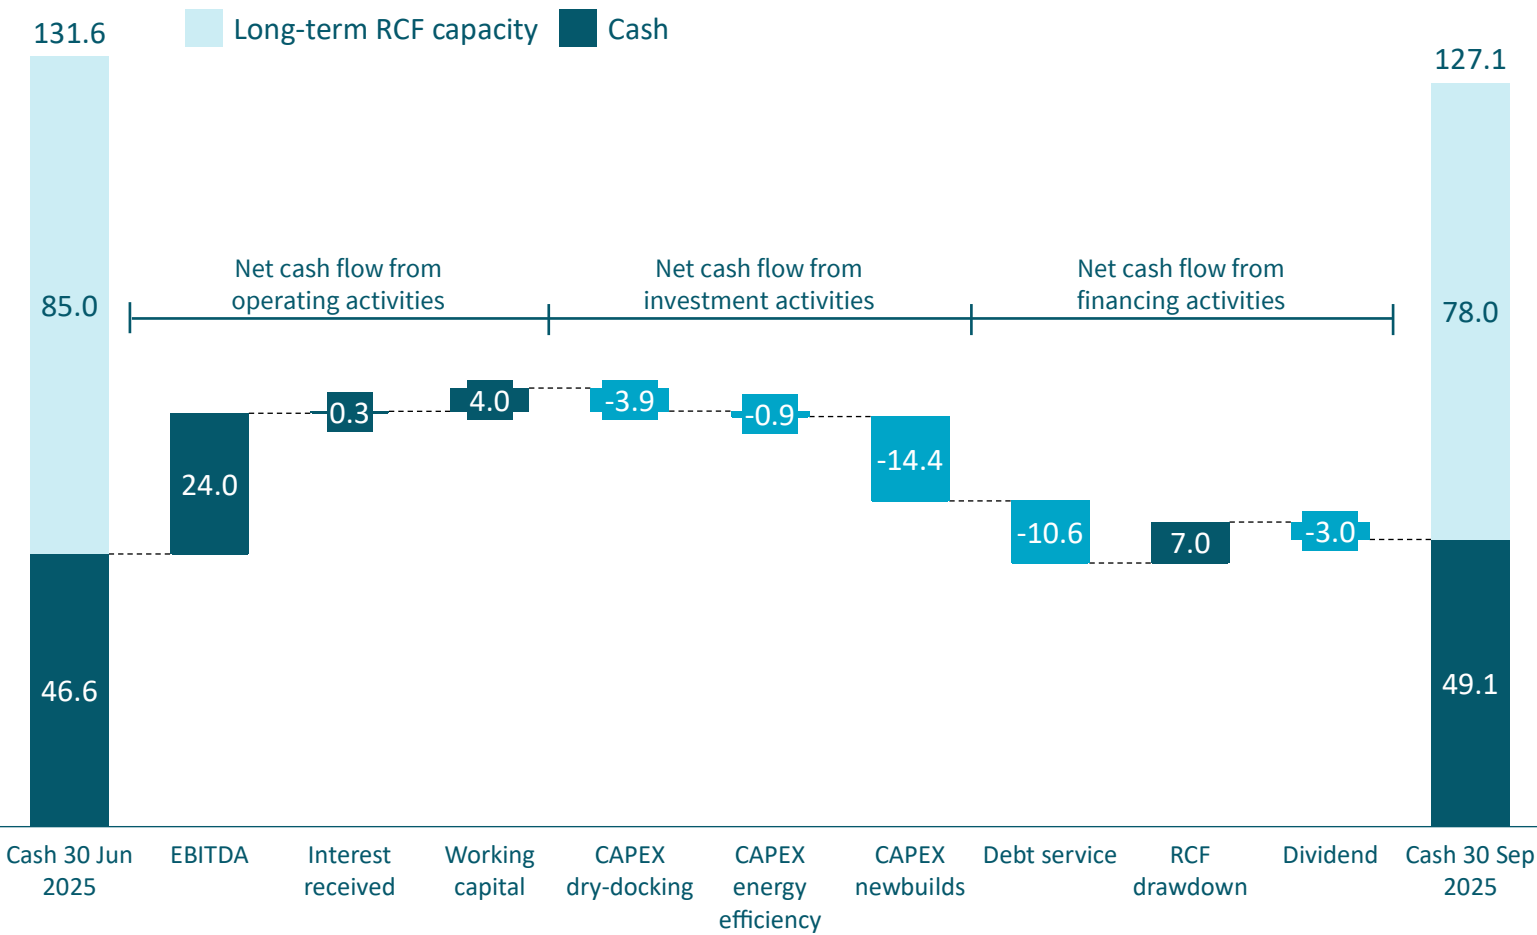 131.6
Long-term RCF capacity
Cash
127.1
Net cash flow from
operating activities
Net cash flow from
investment activities
Net cash flow from
financing activities
85.0
78.0
24.0
0.3
4.0
-3.9
-0.9
-14.4
-10.6
7.0
-3.0
46.6
49.1
Cash 30 Jun
2025
EBITDA
Interest
received
Working
capital
CAPEX
dry-docking
CAPEX
energy
efficiency
CAPEX
newbuilds
Debt service
RCF
drawdown
Dividend
Cash 30 Sep
2025